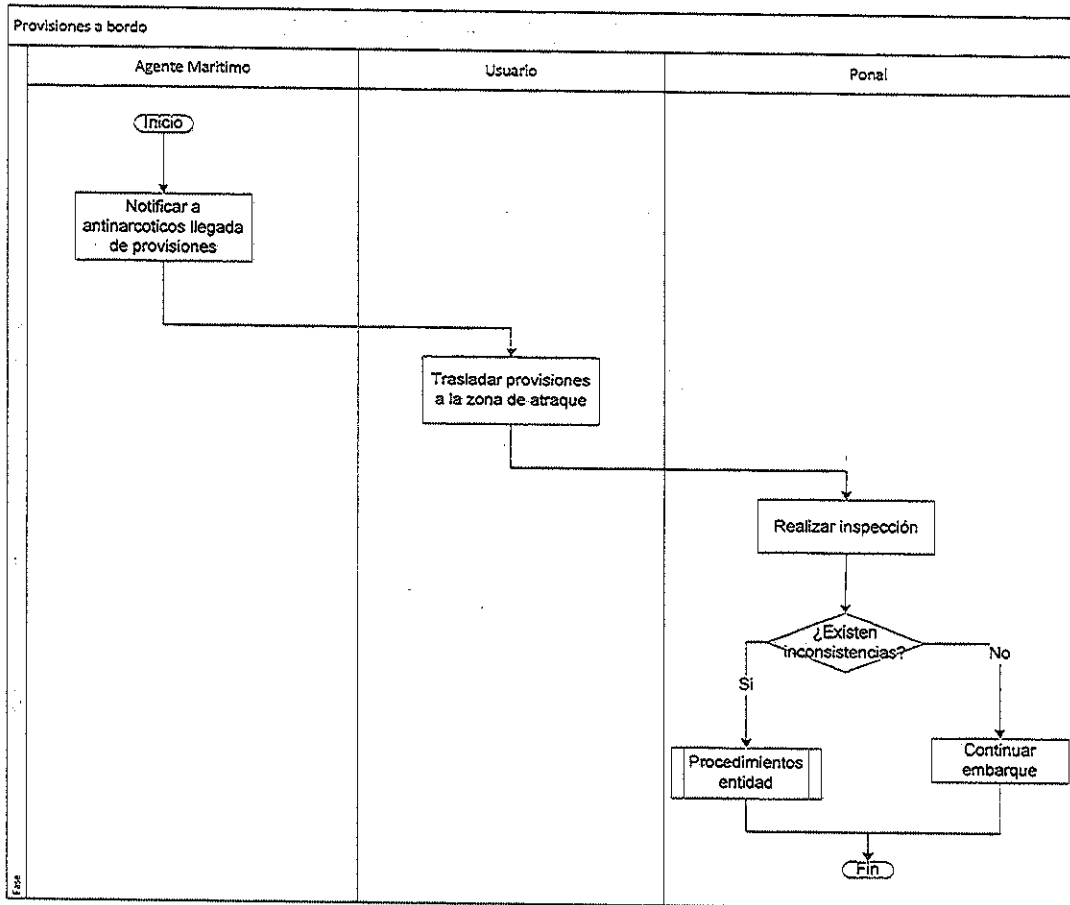 Provisiones a bordo
Agente Maritimo
Usuario
Ponal
Inicio
Notificar a
antinarcoticos llegada
de provisiones
Trasladar provisiones
a la zona de atraque
Realizar inspección
¿Existen
inconsistencias?
Si
No
Procedimientos
entidad
Continuar
embarque
Fin
Fase